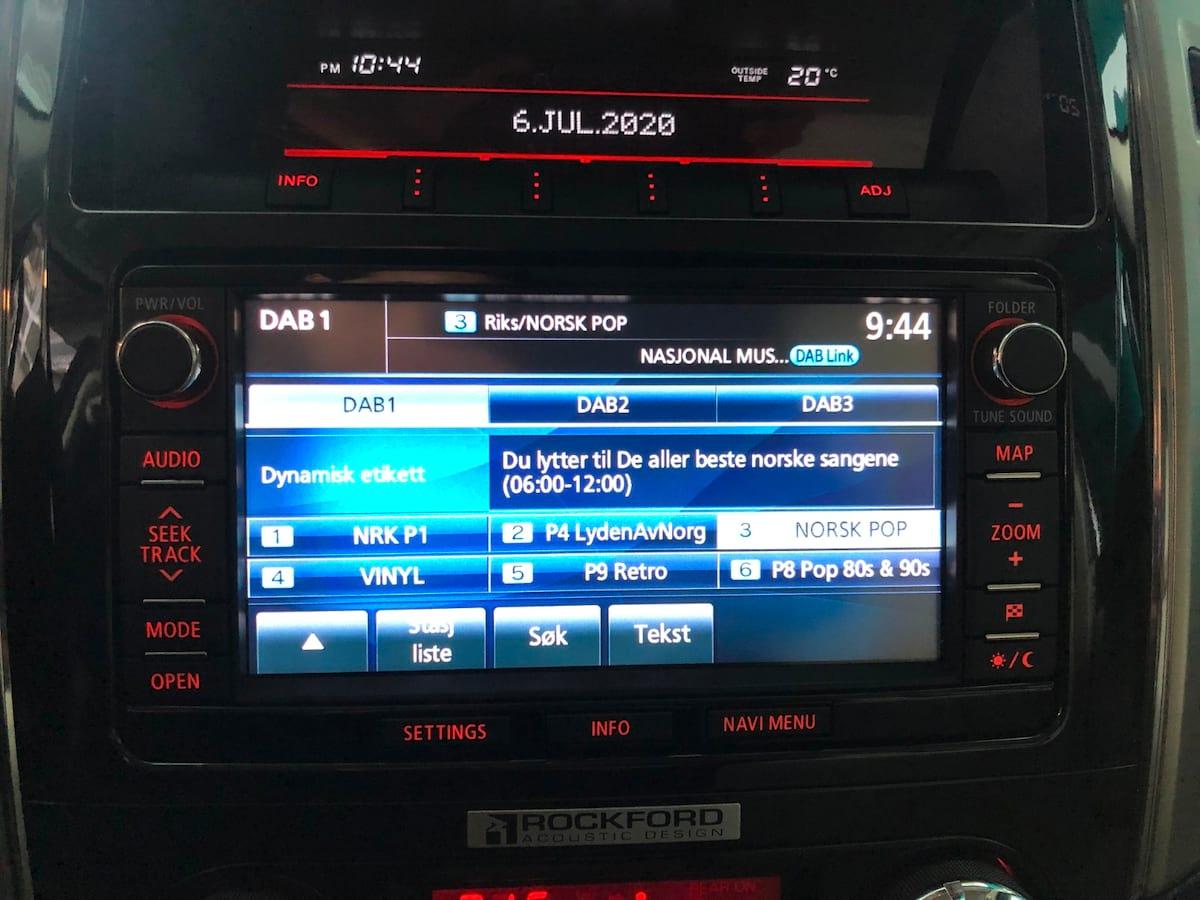 PM 10:44
OUTSIDE TEMP 20°C
6.JUL.2020
INFO
ADJ
PWR/VOL
FOLDER
DAB1
3 Riks/NORSK POP
9:44
NASJONAL MUS... DAB Link
DAB1 DAB2 DAB3
TUNE SOUND
Dynamisk etikett
Du lytter til De aller beste norske sangene
(06:00-12:00)
1 NRK P1
2 P4 LydenAvNorg
3 NORSK POP
4 VINYL
5 P9 Retro
6 P8 Pop 80s & 90s
Stasj
liste
Søk
Tekst
AUDIO
SEEK
TRACK
MODE
OPEN
MAP
-
ZOOM
+
SETTINGS
INFO
NAVI MENU
ROCKFORD
ACOUSTIC DESIGN
REAR ON